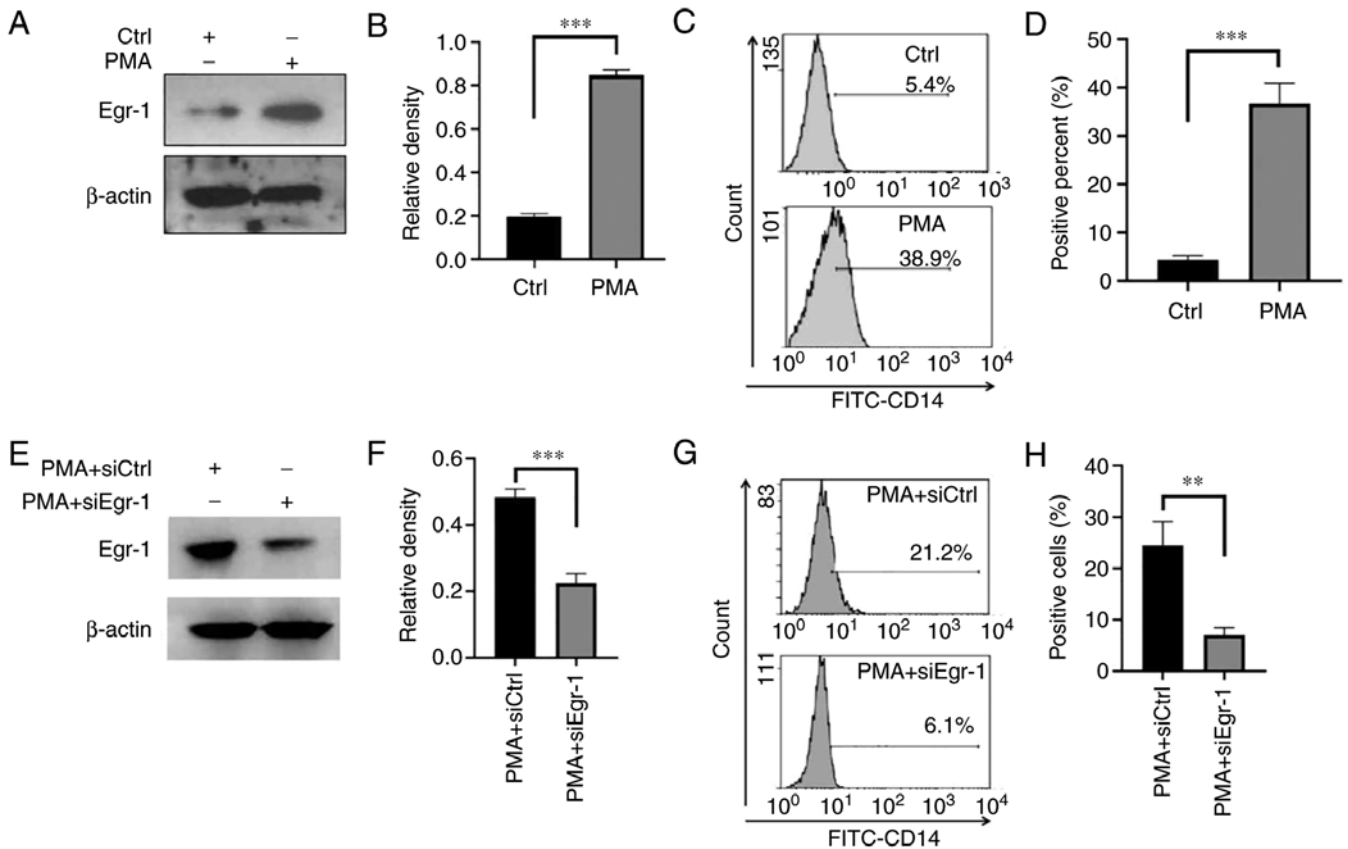 A
Ctrl + −
PMA − +
Egr-1
β-actin
B
***
Relative density
1.0
0.8
0.6
0.4
0.2
0.0
Ctrl PMA
C
Count
135
Ctrl
5.4%
10⁰ 10¹ 10² 10³
101
PMA
38.9%
10⁰ 10¹ 10² 10³ 10⁴
FITC-CD14
D
***
Positive percent (%)
50
40
30
20
10
0
Ctrl PMA
E
PMA+siCtrl + −
PMA+siEgr-1 − +
Egr-1
β-actin
F
***
Relative density
0.6
0.4
0.2
0.0
PMA+siCtrl
PMA+siEgr-1
G
Count
83
PMA+siCtrl
21.2%
10⁰ 10¹ 10² 10³ 10⁴
111
PMA+siEgr-1
6.1%
10⁰ 10¹ 10² 10³ 10⁴
FITC-CD14
H
**
Positive cells (%)
40
30
20
10
0
PMA+siCtrl
PMA+siEgr-1